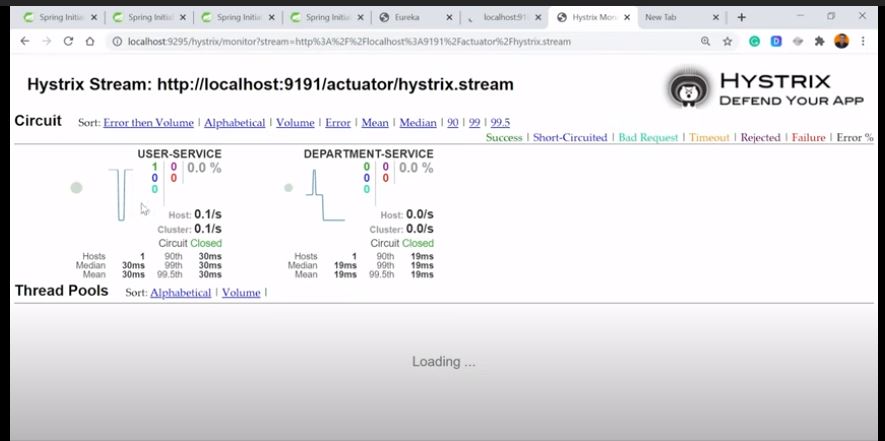 Spring Initia
Spring Initia
Spring Initia
Spring Initia
Eureka
localhost:91
Hystrix Mon
New Tab
localhost:9295/hystrix/monitor?stream=http%3A%2F%2Flocalhost%3A9191%2Factuator%2Fhystrix.stream
Hystrix Stream: http://localhost:9191/actuator/hystrix.stream
HYSTRIX
DEFEND YOUR APP
Circuit Sort: Error then Volume | Alphabetical | Volume | Error | Mean | Median | 90 | 99 | 99.5
Success | Short-Circuited | Bad Request | Timeout | Rejected | Failure | Error %
USER-SERVICE
1 0 0.0 %
0 0
0
Host: 0.1/s
Cluster: 0.1/s
Circuit Closed
Hosts 1 90th 30ms
Median 30ms 99th 30ms
Mean 30ms 99.5th 30ms
DEPARTMENT-SERVICE
0 0 0.0 %
0 0
0
Host: 0.0/s
Cluster: 0.0/s
Circuit Closed
Hosts 1 90th 19ms
Median 19ms 99th 19ms
Mean 19ms 99.5th 19ms
Thread Pools Sort: Alphabetical | Volume |
Loading ...